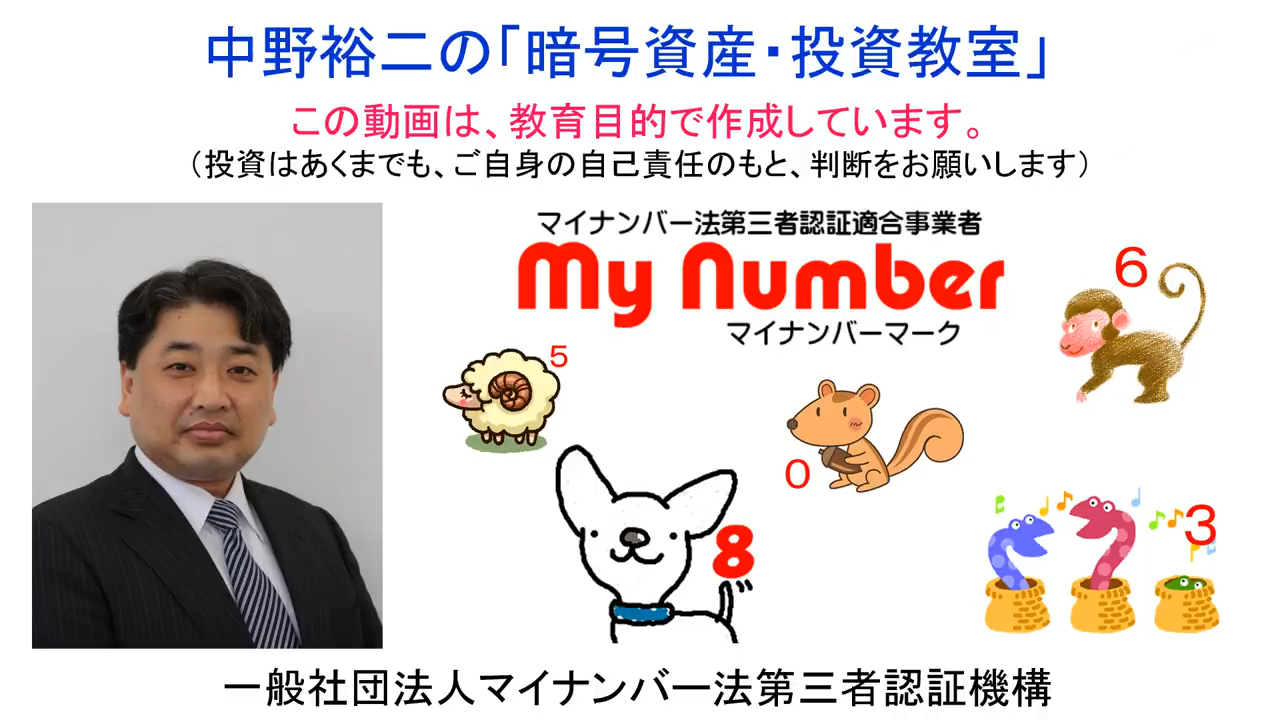 中野裕二の「暗号資産・投資教室」
この動画は、教育目的で作成しています。
（投資はあくまでも、ご自身の自己責任のもと、判断をお願いします）
マイナンバー法第三者認証適合事業者
My Number
マイナンバーマーク
6
5
0
3
8
一般社団法人マイナンバー法第三者認証機構